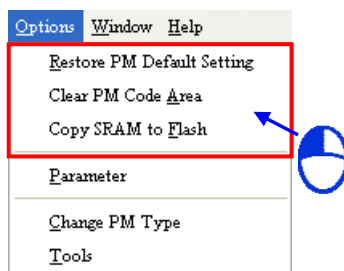 Options Window Help
Restore PM Default Setting
Clear PM Code Area
Copy SRAM to Flash
Parameter
Change PM Type
Tools